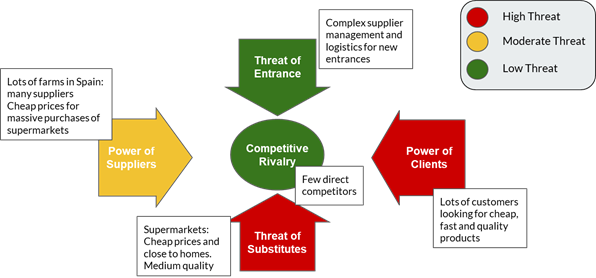 Complex supplier
management and
logistics for new
entrances
High Threat
Moderate Threat
Low Threat
Threat of
Entrance
Lots of farms in Spain:
many suppliers
Cheap prices for
massive purchases of
supermarkets
Power of
Suppliers
Competitive
Rivalry
Few direct
competitors
Power of
Clients
Lots of customers
looking for cheap,
fast and quality
products
Supermarkets:
Cheap prices and
close to homes.
Medium quality
Threat of
Substitutes